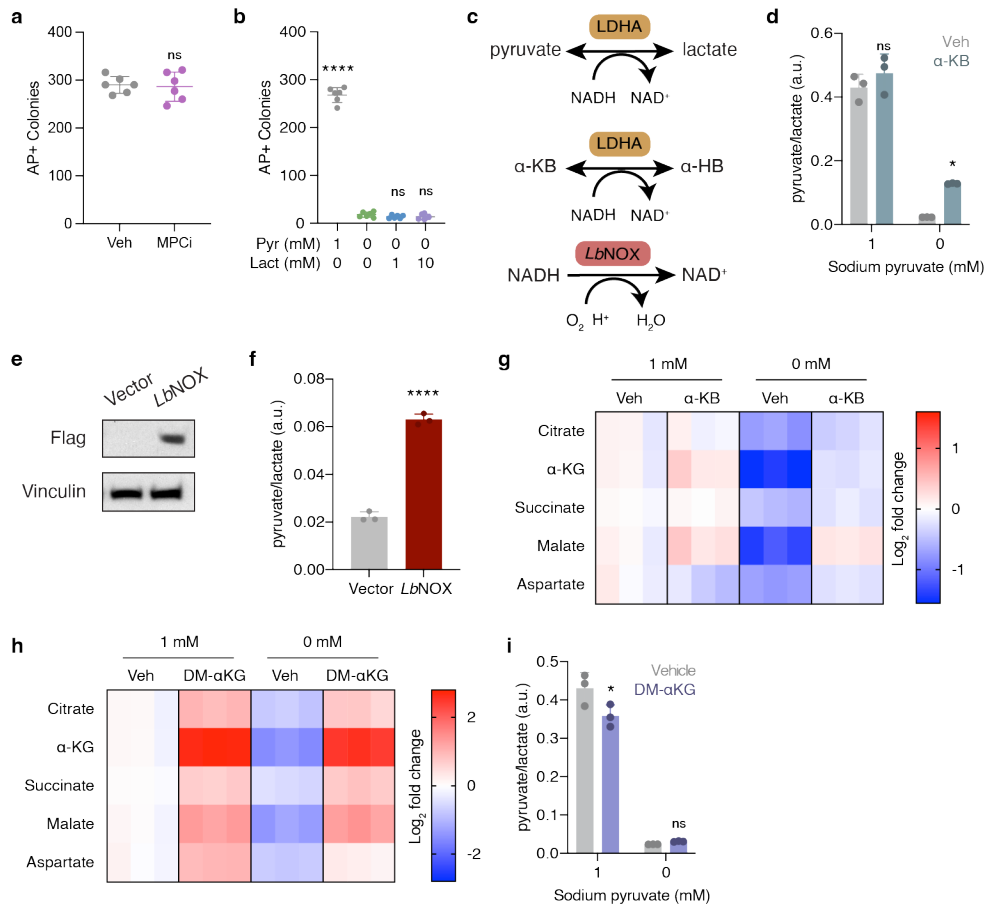 a
400
300
200
100
0
AP+ Colonies
ns
Veh
MPCi
b
400
300
200
100
0
AP+ Colonies
****
ns
ns
Pyr (mM) 1 0 0 0
Lact (mM) 0 0 1 10
c
LDHA
pyruvate
lactate
NADH
NAD⁺
LDHA
α-KB
α-HB
NADH
NAD⁺
LbNOX
NADH
NAD⁺
O₂ H⁺
H₂O
d
0.6
0.4
0.2
0.0
pyruvate/lactate (a.u.)
ns
Veh
α-KB
*
1 0
Sodium pyruvate (mM)
e
Vector
LbNOX
Flag
Vinculin
f
0.08
0.06
0.04
0.02
0.00
pyruvate/lactate (a.u.)
****
Vector
LbNOX
g
1 mM
0 mM
Veh
α-KB
Veh
α-KB
Citrate
α-KG
Succinate
Malate
Aspartate
1
0
-1
Log₂ fold change
h
1 mM
0 mM
Veh
DM-αKG
Veh
DM-αKG
Citrate
α-KG
Succinate
Malate
Aspartate
2
0
-2
Log₂ fold change
i
0.5
0.4
0.3
0.2
0.1
0.0
pyruvate/lactate (a.u.)
Vehicle
DM-αKG
*
ns
1 0
Sodium pyruvate (mM)